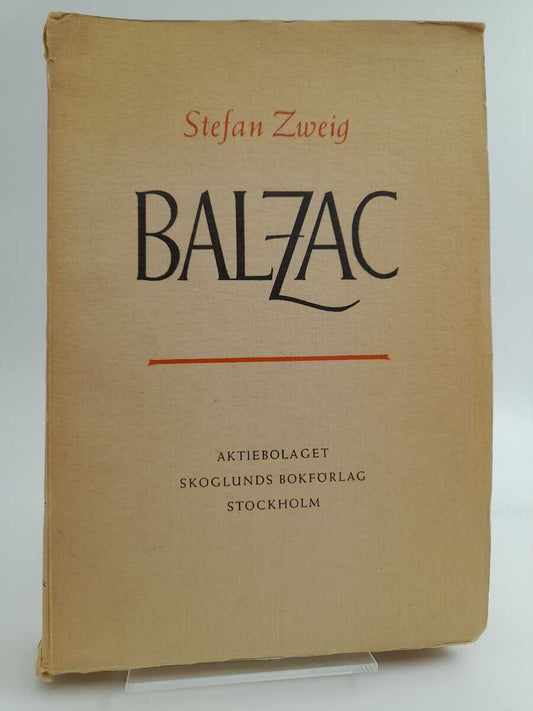 Stefan Zweig
BALZAC
AKTIEBOLAGET
SKOGLUNDS BOKFÖRLAG
STOCKHOLM